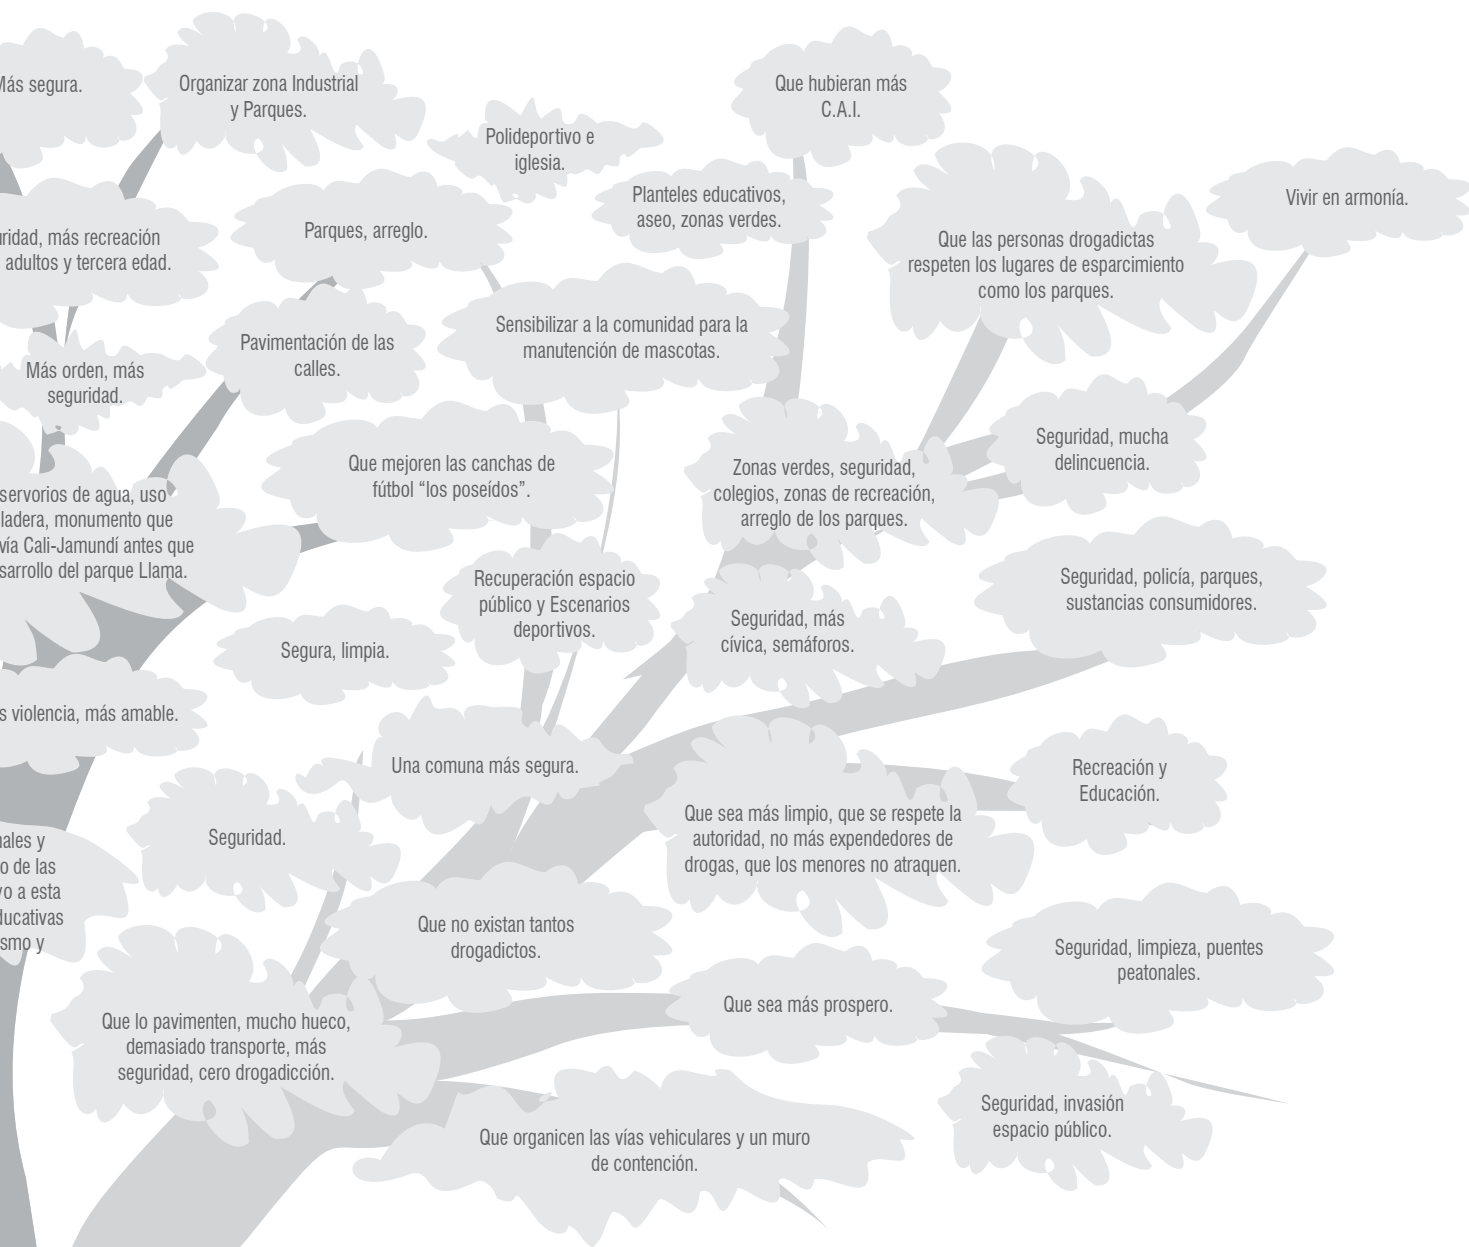 Más segura.
Organizar zona Industrial
y Parques.
Polideportivo e
iglesia.
Que hubieran más
C.A.I.
Planteles educativos,
aseo, zonas verdes.
Vivir en armonía.
más recreación
adultos y tercera edad.
Parques, arreglo.
Que las personas drogadictas
respeten los lugares de esparcimiento
como los parques.
Sensibilizar a la comunidad para la
manutención de mascotas.
Pavimentación de las
calles.
Más orden, más
seguridad.
Que mejoren las canchas de
fútbol “los poseídos”.
Zonas verdes, seguridad,
colegios, zonas de recreación,
arreglo de los parques.
Seguridad, mucha
delincuencia.
de agua, uso
monumento que
vía Cali-Jamundí antes que
del parque Llama.
Recuperación espacio
público y Escenarios
deportivos.
Seguridad, policía, parques,
sustancias consumidores.
Seguridad, más
cívica, semáforos.
Segura, limpia.
violencia, más amable.
Una comuna más segura.
Recreación y
Educación.
Seguridad.
Que sea más limpio, que se respete la
autoridad, no más expendedores de
drogas, que los menores no atraquen.
y
de las
a esta
y
Que no existan tantos
drogadictos.
Seguridad, limpieza, puentes
peatonales.
Que sea más prospero.
Que lo pavimenten, mucho hueco,
demasiado transporte, más
seguridad, cero drogadicción.
Seguridad, invasión
espacio público.
Que organicen las vías vehiculares y un muro
de contención.